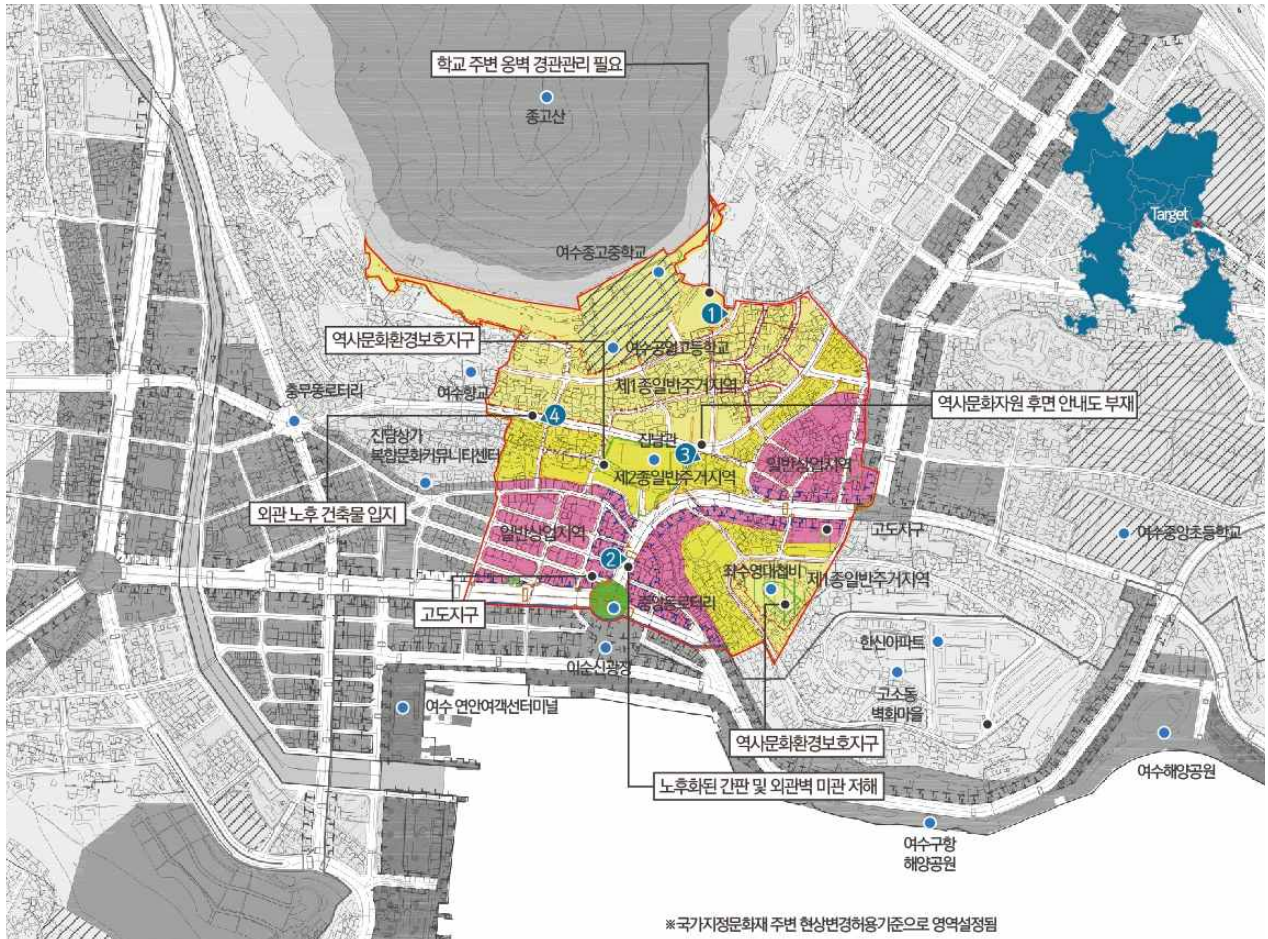 학교 주변 옹벽 경관관리 필요
종고산
Target
여수종고중학교
1
역사문화환경보호지구
여수공열고등학교
충무동로터리
여수향교
제1종일반주거지역
역사문화자원 후면 안내도 부재
4
진남상가
복합문화커뮤니티센터
진남관
3
제2종일반주거지역
일반상업지역
외관 노후 건축물 입지
일반상업지역
고도지구
여수중앙초등학교
2
좌수영대첩비
제1종일반주거지역
고도지구
중앙동로터리
이순신광장
한신아파트
고소동
벽화마을
여수 연안여객선터미널
역사문화환경보호지구
여수해양공원
노후화된 간판 및 외관벽 미관 저해
여수구항
해양공원
※국가지정문화재 주변 현상변경허용기준으로 영역설정됨